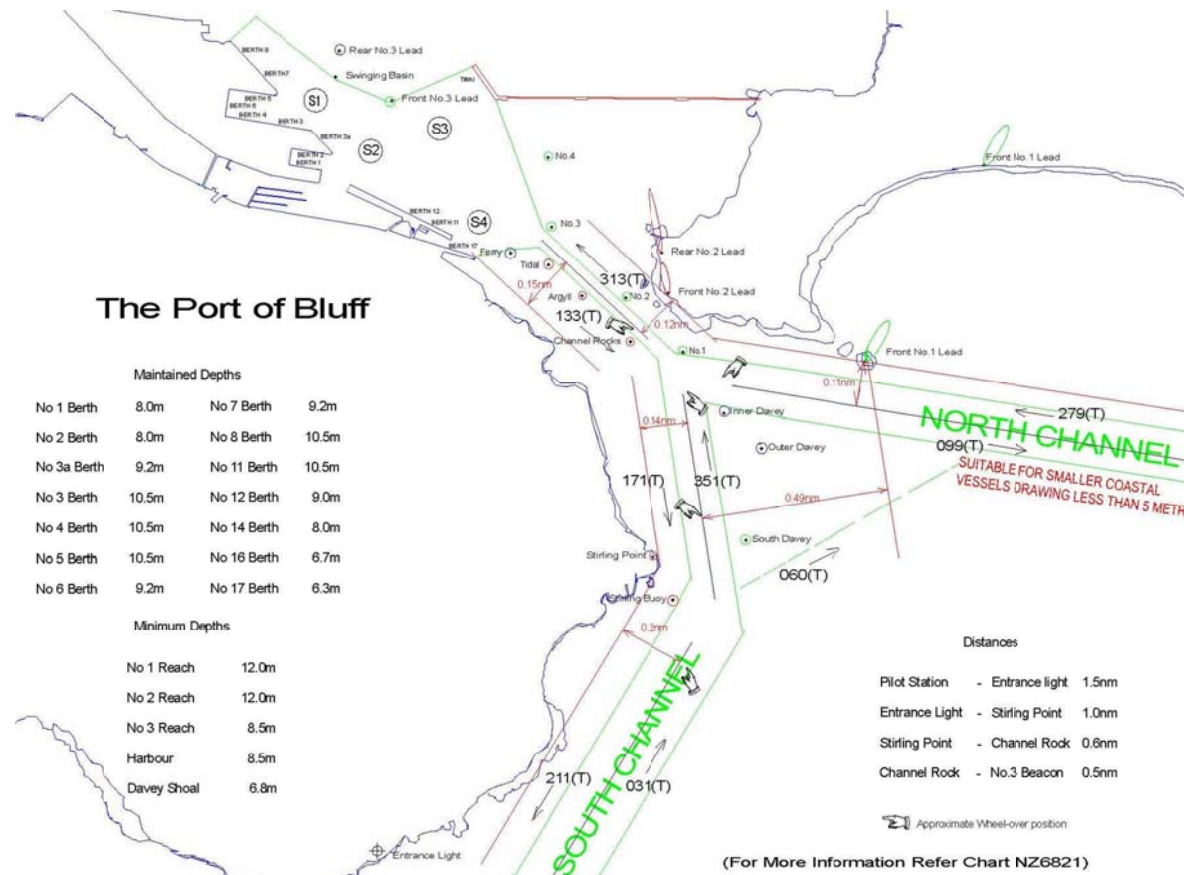 BERTH 8
Rear No.3 Lead
BERTH7
Swinging Basin
TIWAI
BERTH 5
S1
Front No.3 Lead
BERTH 6
BERTH 4
BERTH 3
S3
BERTH 3a
S2
No.4
BERTH 2
BERTH 1
Front No.1 Lead
BERTH 12
BERTH 11
S4
No.3
BERTH 17
Ferry
Rear No.2 Lead
Tidal
313(T)
0.15nm
Front No.2 Lead
Argyll
No.2
The Port of Bluff
133(T)
0.12nm
Channel Rocks
No.1
Front No.1 Lead
Maintained Depths
0.11nm
No 1 Berth 8.0m No 7 Berth 9.2m
No 2 Berth 8.0m No 8 Berth 10.5m
No 3a Berth 9.2m No 11 Berth 10.5m
No 3 Berth 10.5m No 12 Berth 9.0m
No 4 Berth 10.5m No 14 Berth 8.0m
No 5 Berth 10.5m No 16 Berth 6.7m
No 6 Berth 9.2m No 17 Berth 6.3m
Inner Davey
279(T)
0.14nm
NORTH CHANNEL
Outer Davey
099(T)
SUITABLE FOR SMALLER COASTAL
VESSELS DRAWING LESS THAN 5 METR
171(T)
351(T)
0.49nm
South Davey
Stirling Point
060(T)
Stirling Buoy
Minimum Depths
No 1 Reach 12.0m
No 2 Reach 12.0m
No 3 Reach 8.5m
Harbour 8.5m
Davey Shoal 6.8m
Distances
Pilot Station - Entrance light 1.5nm
Entrance Light - Stirling Point 1.0nm
Stirling Point - Channel Rock 0.6nm
Channel Rock - No.3 Beacon 0.5nm
211(T)
031(T)
SOUTH CHANNEL
Approximate Wheel-over position
Entrance Light
(For More Information Refer Chart NZ6821)